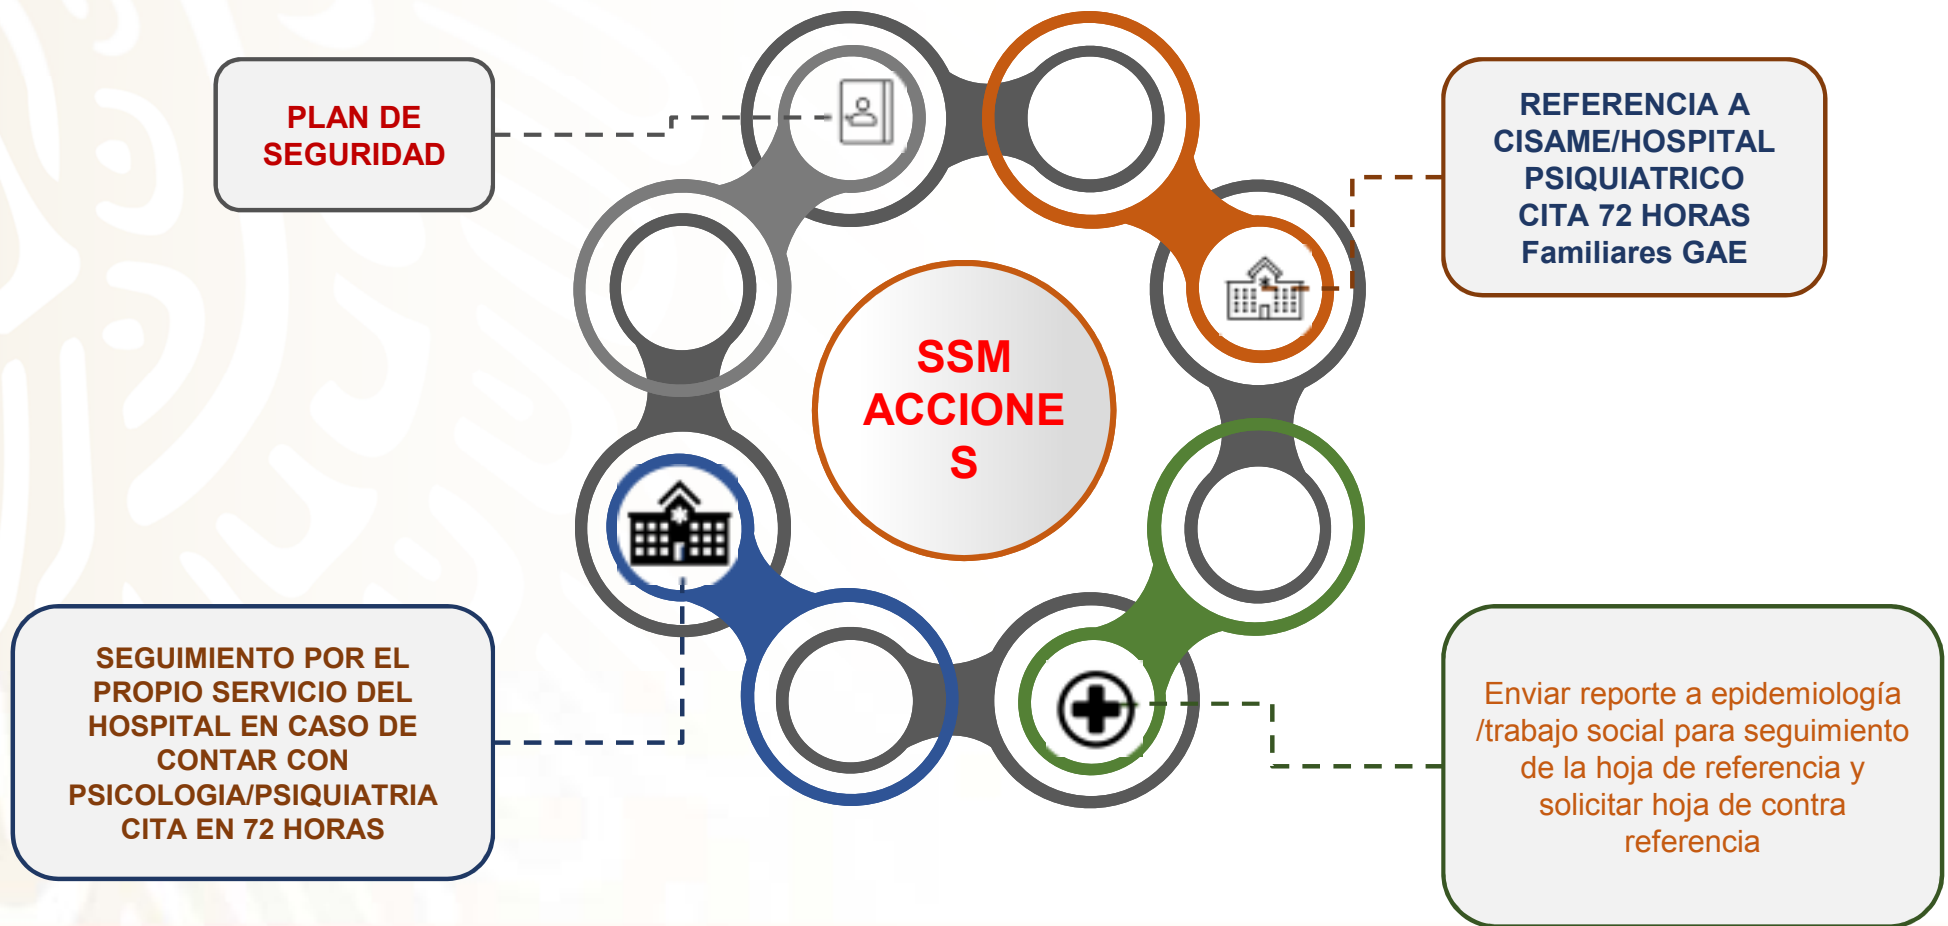 PLAN DE
SEGURIDAD
REFERENCIA A
CISAME/HOSPITAL
PSIQUIATRICO
CITA 72 HORAS
Familiares GAE
SSM
ACCIONE
S
SEGUIMIENTO POR EL
PROPIO SERVICIO DEL
HOSPITAL EN CASO DE
CONTAR CON
PSICOLOGIA/PSIQUIATRIA
CITA EN 72 HORAS
Enviar reporte a epidemiología
/trabajo social para seguimiento
de la hoja de referencia y
solicitar hoja de contra
referencia